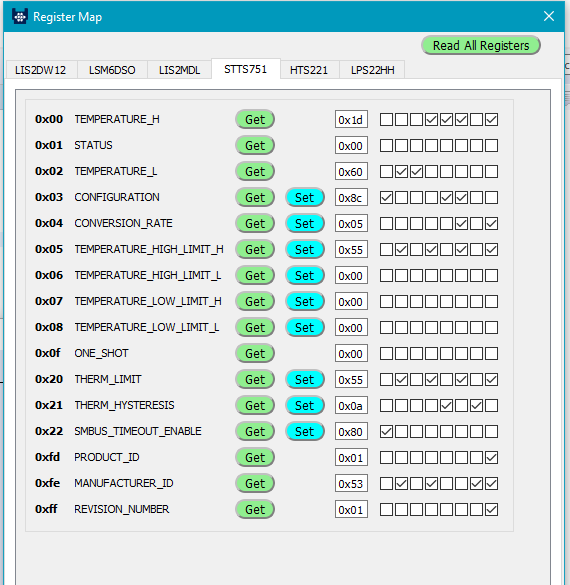 Register Map
Read All Registers
LIS2DW12 LSM6DSO LIS2MDL STTS751 HTS221 LPS22HH
0x00 TEMPERATURE_H Get 0x1d
0x01 STATUS Get 0x00
0x02 TEMPERATURE_L Get 0x60
0x03 CONFIGURATION Get Set 0x8c
0x04 CONVERSION_RATE Get Set 0x05
0x05 TEMPERATURE_HIGH_LIMIT_H Get Set 0x55
0x06 TEMPERATURE_HIGH_LIMIT_L Get Set 0x00
0x07 TEMPERATURE_LOW_LIMIT_H Get Set 0x00
0x08 TEMPERATURE_LOW_LIMIT_L Get Set 0x00
0x0f ONE_SHOT Get 0x00
0x20 THERM_LIMIT Get Set 0x55
0x21 THERM_HYSTERESIS Get Set 0x0a
0x22 SMBUS_TIMEOUT_ENABLE Get Set 0x80
0xfd PRODUCT_ID Get 0x01
0xfe MANUFACTURER_ID Get 0x53
0xff REVISION_NUMBER Get 0x01